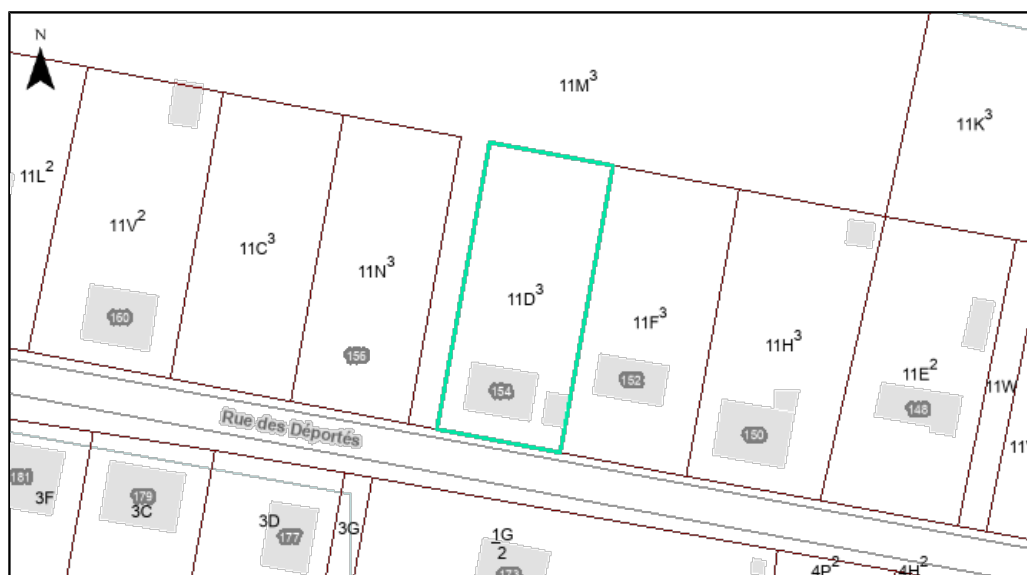 N
11M³
11K³
11L²
11V²
11C³
11N³
11D³
11F³
11H³
11E²
11W
160
156
154
152
150
148
Rue des Déportés
181
3F
179
3C
3D
177
3G
1G
2
173
4P²
4H²